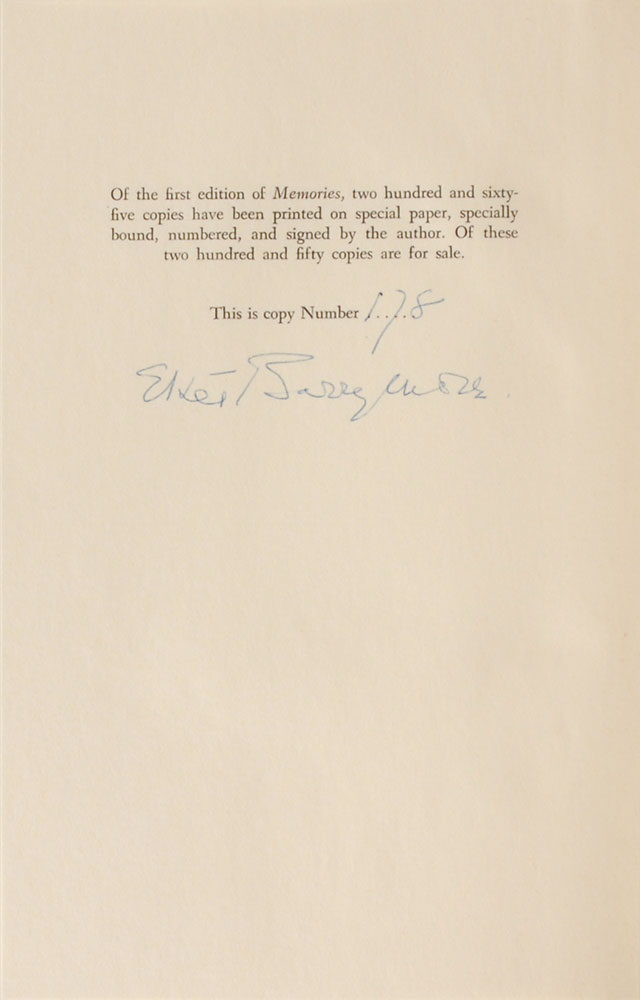 Of the first edition of Memories, two hundred and sixty-
five copies have been printed on special paper, specially
bound, numbered, and signed by the author. Of these
two hundred and fifty copies are for sale.
This is copy Number 178
Ethel Barrymore